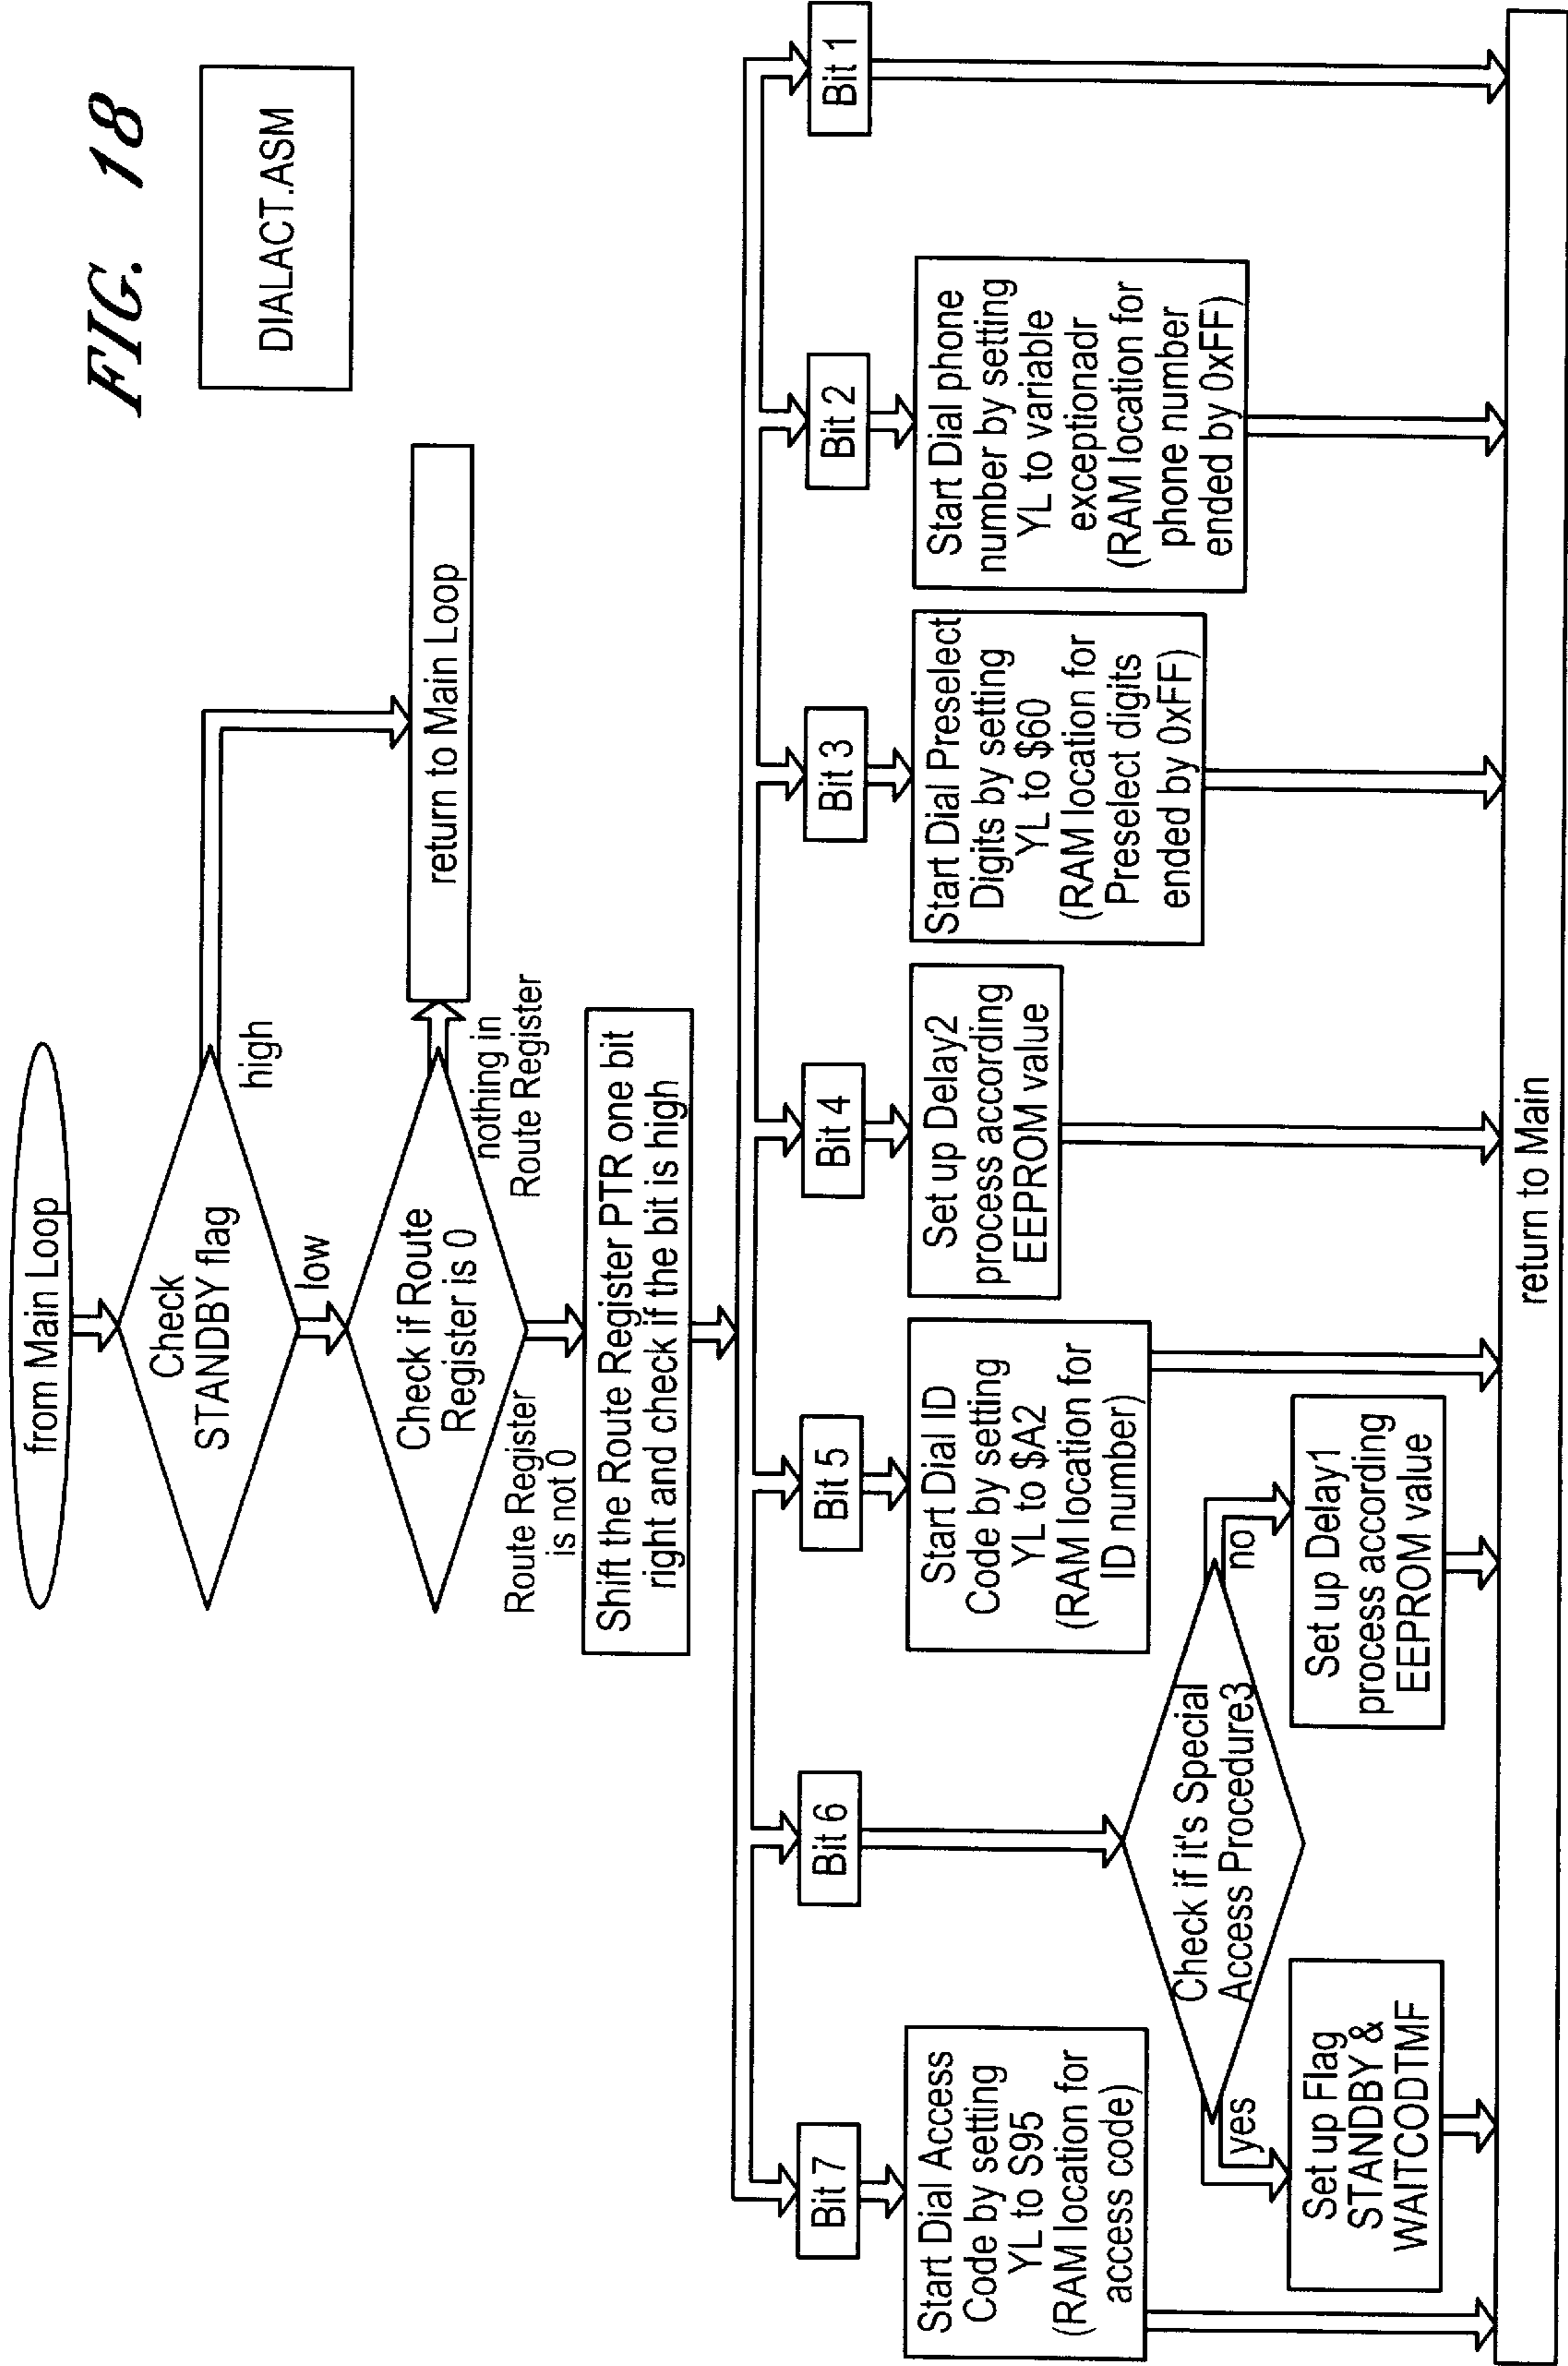 FIG. 18
DIALACT.ASM
from Main Loop
Check
STANDBY flag
high
low
Check if Route
Register is 0
return to Main Loop
nothing in
Route Register
Route Register
is not 0
Shift the Route Register PTR one bit
right and check if the bit is high
Bit 7
Bit 6
Bit 5
Bit 4
Bit 3
Bit 2
Bit 1
Start Dial Access
Code by setting
YL to S95
(RAM location for
access code)
Start Dial ID
Code by setting
YL to $A2
(RAM location for
ID number)
Set up Delay2
process according
EEPROM value
Start Dial Preselect
Digits by setting
YL to $60
(RAM location for
Preselect digits
ended by 0xFF)
Start Dial phone
number by setting
YL to variable
exceptionadr
(RAM location for
phone number
ended by 0xFF)
Check if it's Special
Access Procedure3
yes
no
Set up Flag
STANDBY &
WAITCODTMF
Set up Delay1
process according
EEPROM value
return to Main